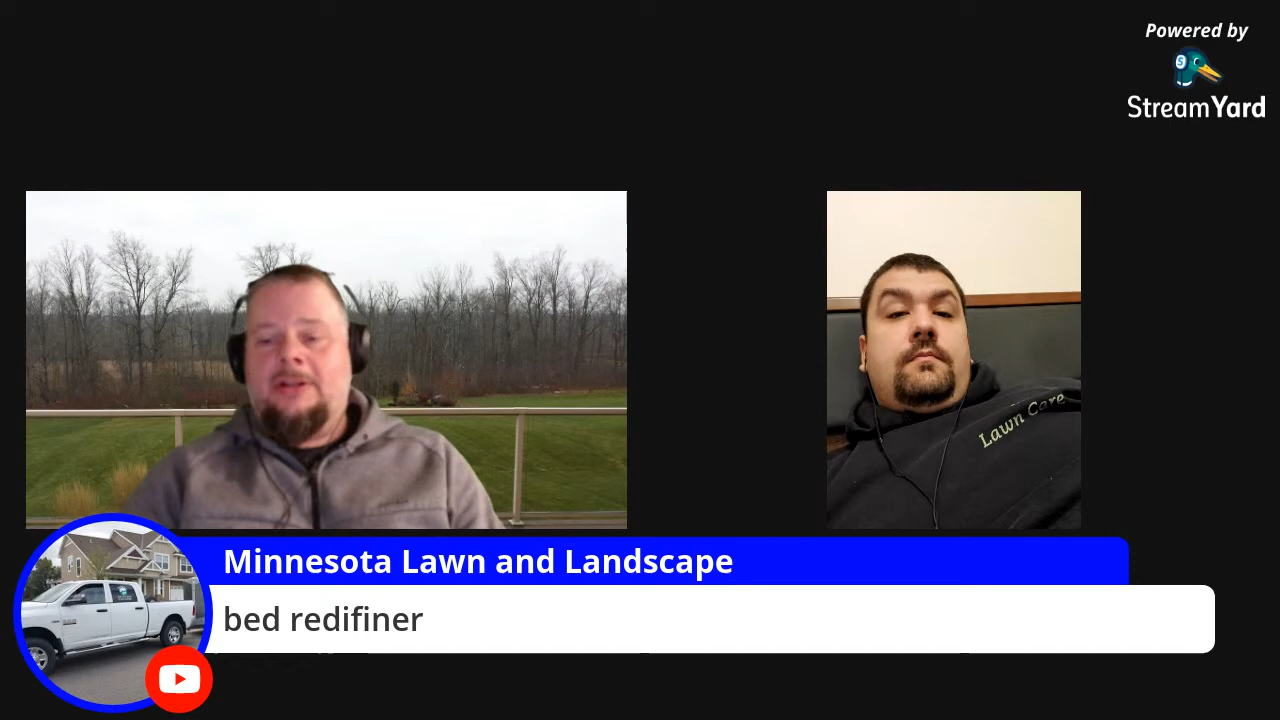 Powered by
StreamYard
Lawn Care
Minnesota Lawn and Landscape
bed redifiner